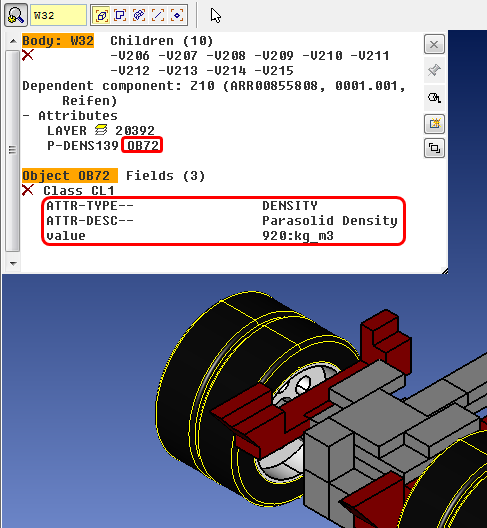 W32
Body: W32 Children (10)
-V206 -V207 -V208 -V209 -V210 -V211
-V212 -V213 -V214 -V215
Dependent component: Z10 (ARR00855808, 0001.001,
Reifen)
- Attributes
LAYER 20392
P-DENS139 OB72
Object OB72 Fields (3)
Class CL1
ATTR-TYPE-- DENSITY
ATTR-DESC-- Parasolid Density
value 920:kg_m3